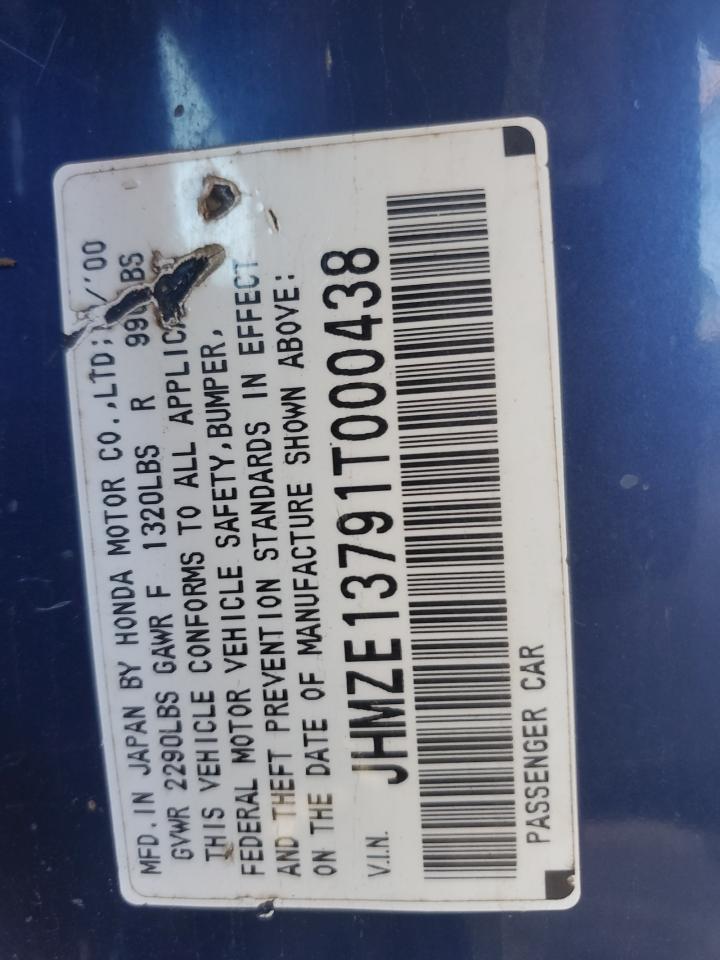 MFD. IN JAPAN BY HONDA MOTOR CO., LTD; /'00
GVWR 2290LBS GAWR F 1320LBS R
THIS VEHICLE CONFORMS TO ALL
FEDERAL MOTOR VEHICLE SAFETY, BUMPER,
AND THEFT PREVENTION STANDARDS IN EFFECT
ON THE DATE OF MANUFACTURE SHOWN ABOVE:
V.I.N. JHMZE13791T000438
PASSENGER CAR